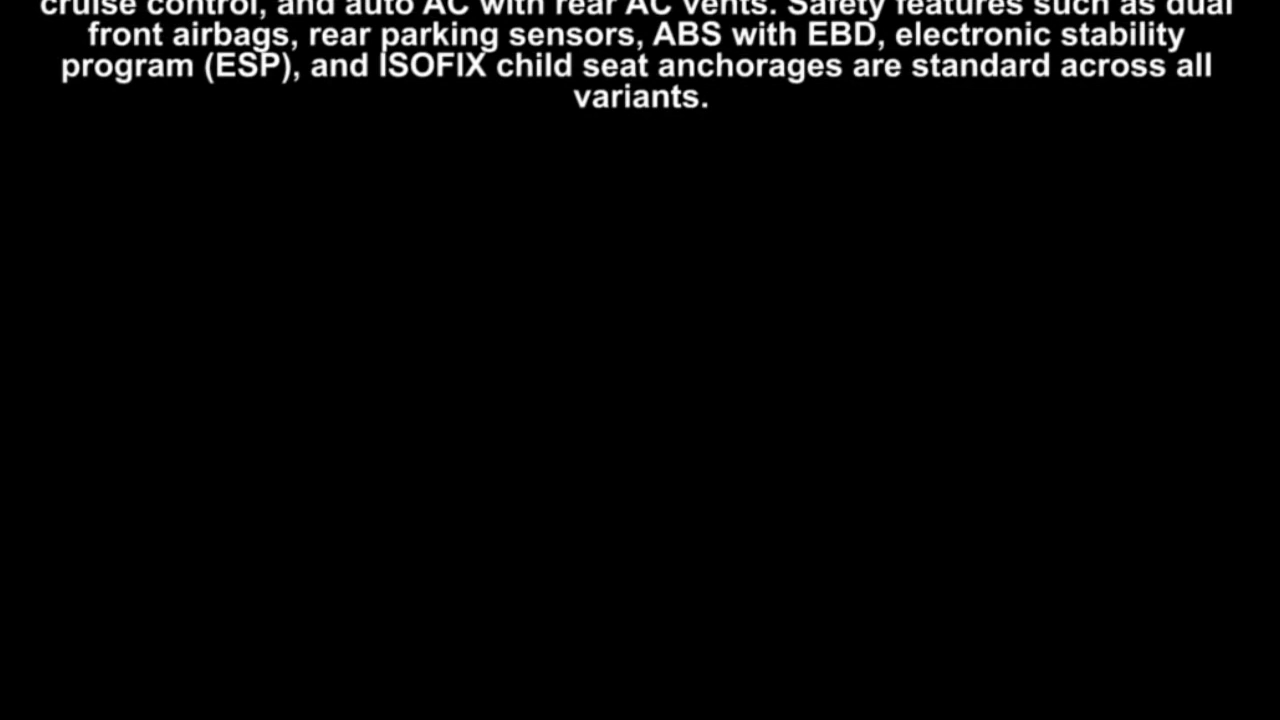 cruise control, and auto AC with rear AC vents. Safety features such as dual
front airbags, rear parking sensors, ABS with EBD, electronic stability
program (ESP), and ISOFIX child seat anchorages are standard across all
variants.